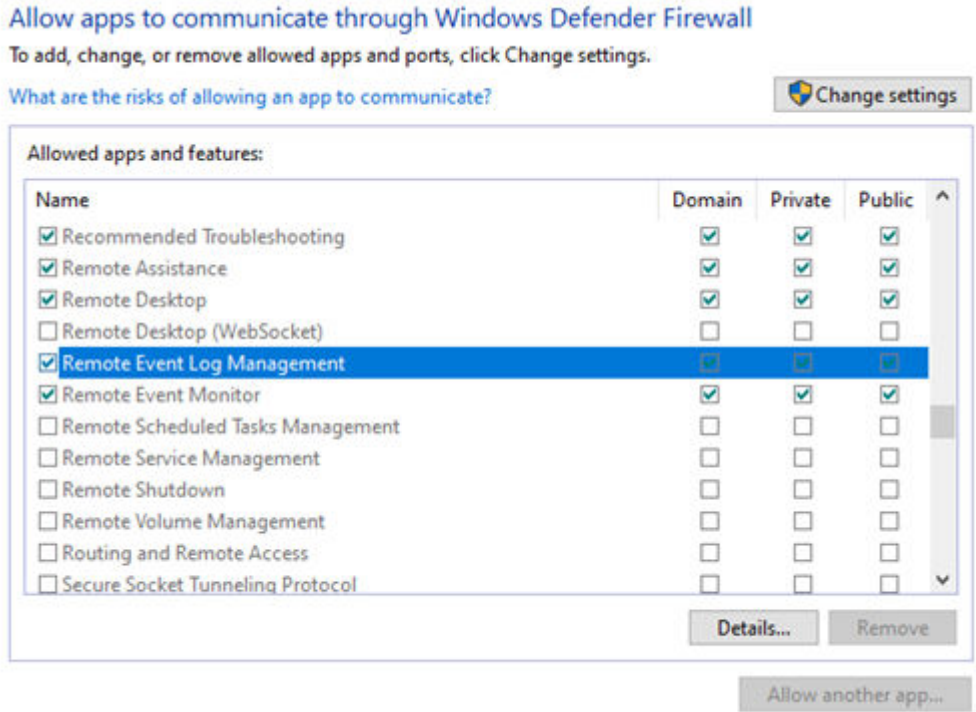 Allow apps to communicate through Windows Defender Firewall
To add, change, or remove allowed apps and ports, click Change settings.
What are the risks of allowing an app to communicate?
Change settings
Allowed apps and features:
Name Domain Private Public
Recommended Troubleshooting
Remote Assistance
Remote Desktop
Remote Desktop (WebSocket)
Remote Event Log Management
Remote Event Monitor
Remote Scheduled Tasks Management
Remote Service Management
Remote Shutdown
Remote Volume Management
Routing and Remote Access
Secure Socket Tunneling Protocol
Details... Remove
Allow another app...